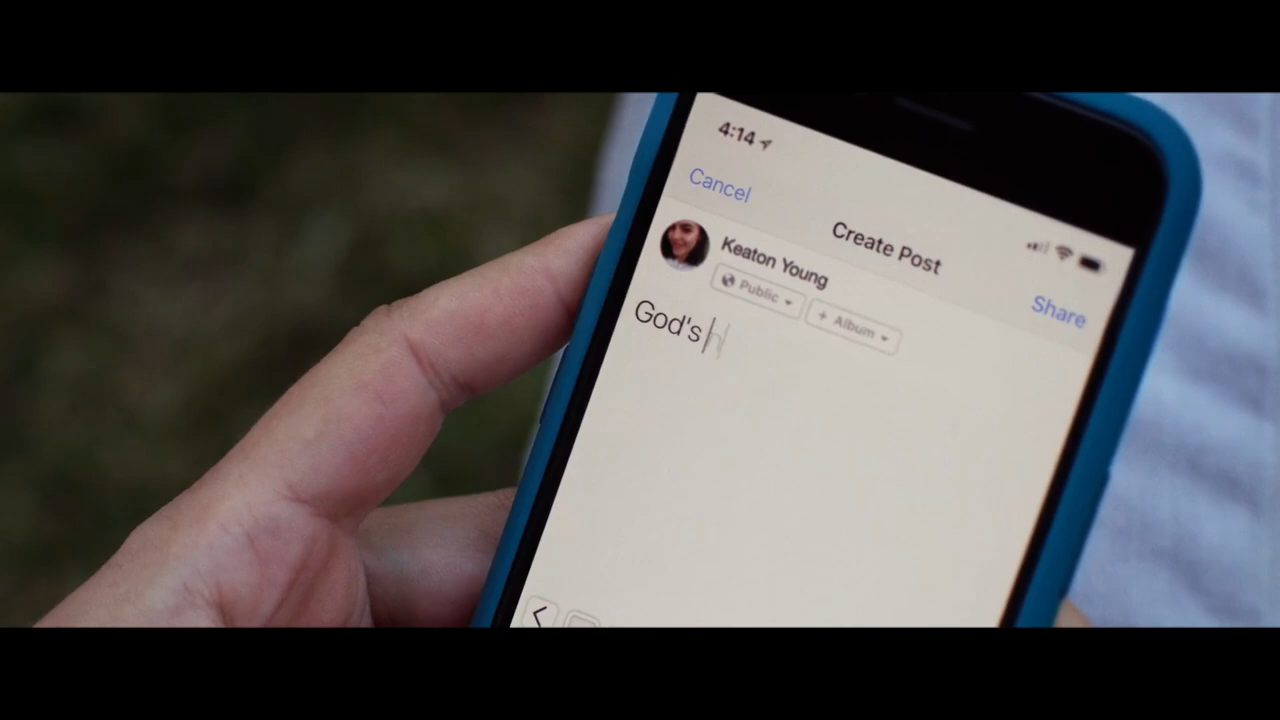 4:14
Cancel
Create Post
Share
Keaton Young
Public
+ Album
God's h